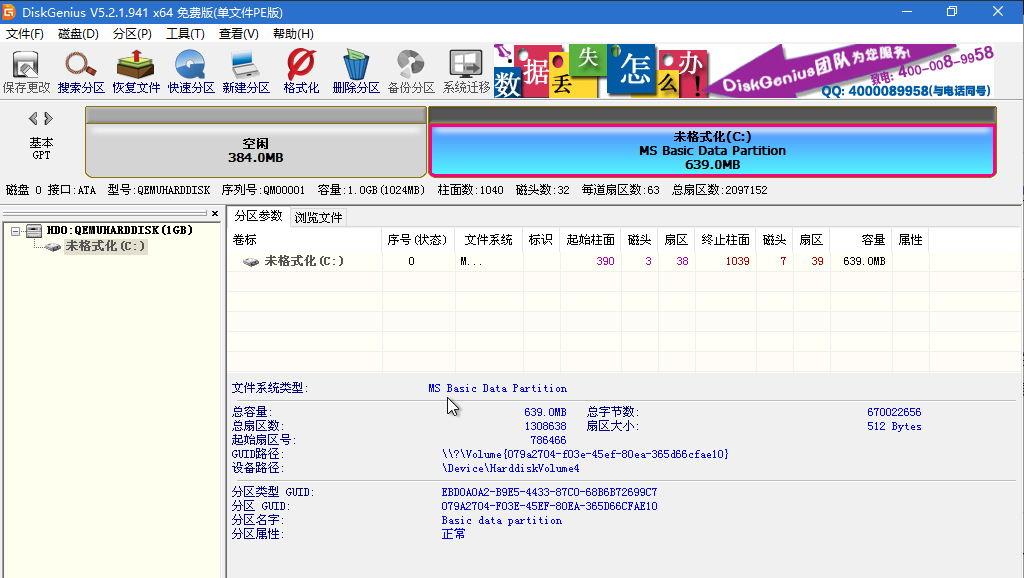 DiskGenius V5.2.1.941 x64 免费版(单文件PE版)
文件(F) 磁盘(D) 分区(P) 工具(T) 查看(V) 帮助(H)
保存更改 搜索分区 恢复文件 快速分区 新建分区 格式化 删除分区 备份分区 系统迁移
数据丢失怎么办!
DiskGenius团队为您服务!
致电: 400-008-9958
QQ: 4000089958(与电话同号)
基本
GPT
空闲
384.0MB
未格式化(C:)
MS Basic Data Partition
639.0MB
磁盘 0 接口:ATA 型号:QEMUHARDDISK 序列号:QM00001 容量:1.0GB(1024MB) 柱面数:1040 磁头数:32 每道扇区数:63 总扇区数:2097152
HD0:QEMUHARDDISK(1GB)
未格式化(C:)
分区参数 浏览文件
卷标 序号(状态) 文件系统 标识 起始柱面 磁头 扇区 终止柱面 磁头 扇区 容量 属性
未格式化(C:) 0 M... 390 3 38 1039 7 39 639.0MB
文件系统类型: MS Basic Data Partition
总容量: 639.0MB 总字节数: 670022656
总扇区数: 1308638 扇区大小: 512 Bytes
起始扇区号: 786466
GUID路径: \\?\Volume{079a2704-f03e-45ef-80ea-365d66cfae10}
设备路径: \Device\HarddiskVolume4
分区类型 GUID: EBD0A0A2-B9E5-4433-87C0-68B6B72699C7
分区 GUID: 079A2704-F03E-45EF-80EA-365D66CFAE10
分区名字: Basic data partition
分区属性: 正常